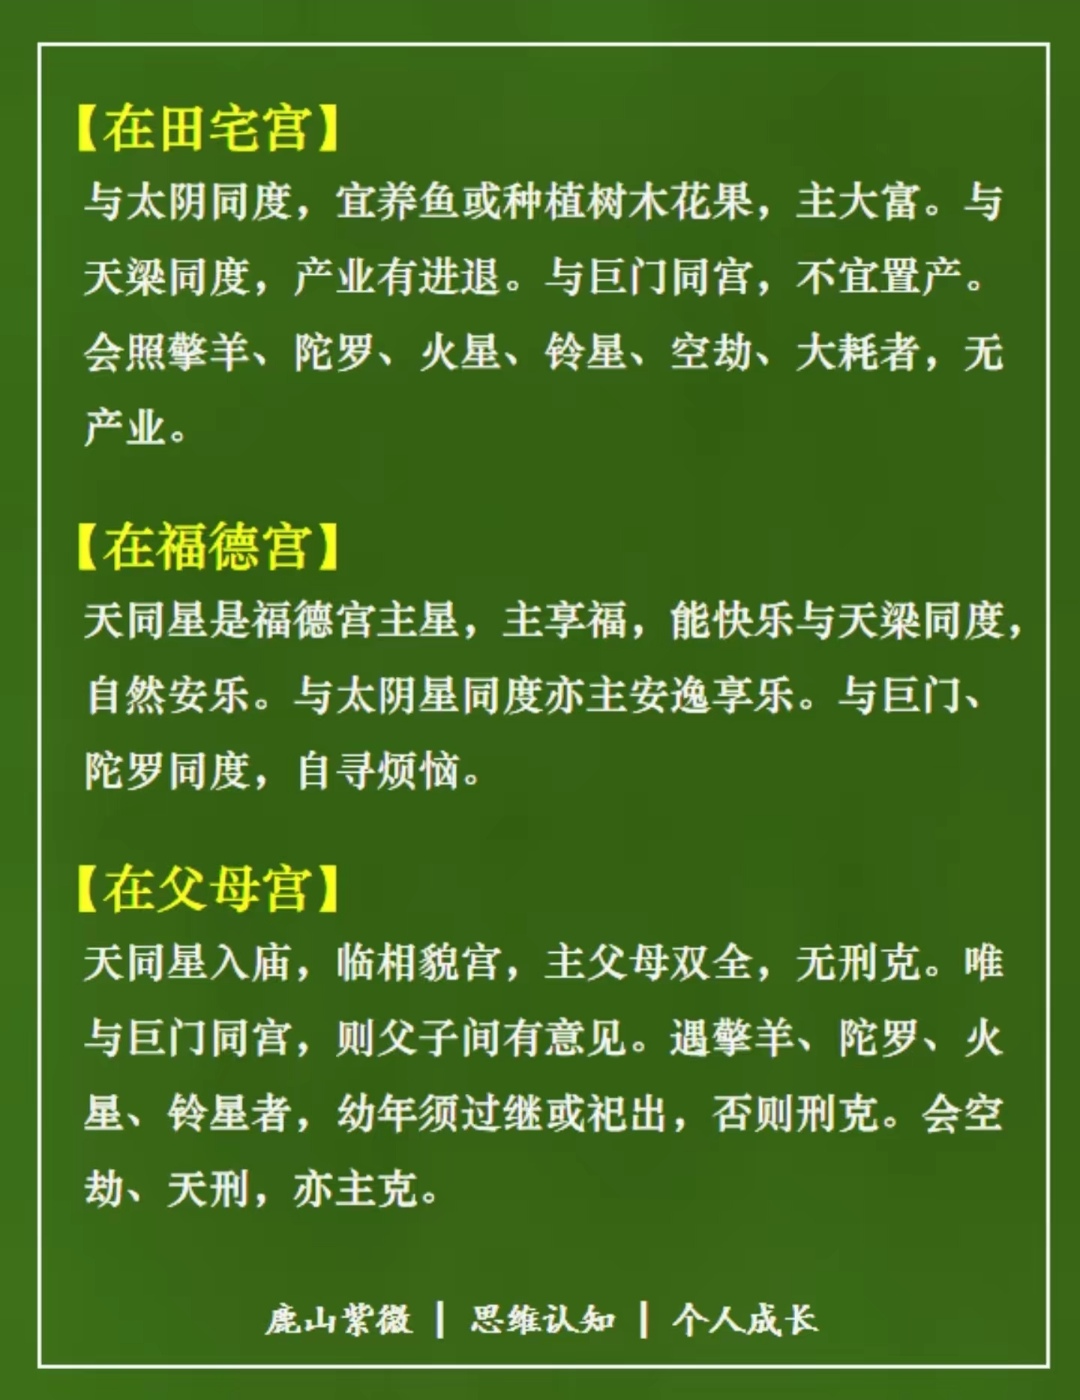 【在田宅宫】
与太阴同度，宜养鱼或种植树木花果，主大富。与
天梁同度，产业有进退。与巨门同宫，不宜置产。
会照擎羊、陀罗、火星、铃星、空劫、大耗者，无
产业。
【在福德宫】
天同星是福德宫主星，主享福，能快乐与天梁同度，
自然安乐。与太阴星同度亦主安逸享乐。与巨门、
陀罗同度，自寻烦恼。
【在父母宫】
天同星入庙，临相貌宫，主父母双全，无刑克。唯
与巨门同宫，则父子间有意见。遇擎羊、陀罗、火
星、铃星者，幼年须过继或祀出，否则刑克。会空
劫、天刑，亦主克。
鹿山紫微 | 思维认知 | 个人成长